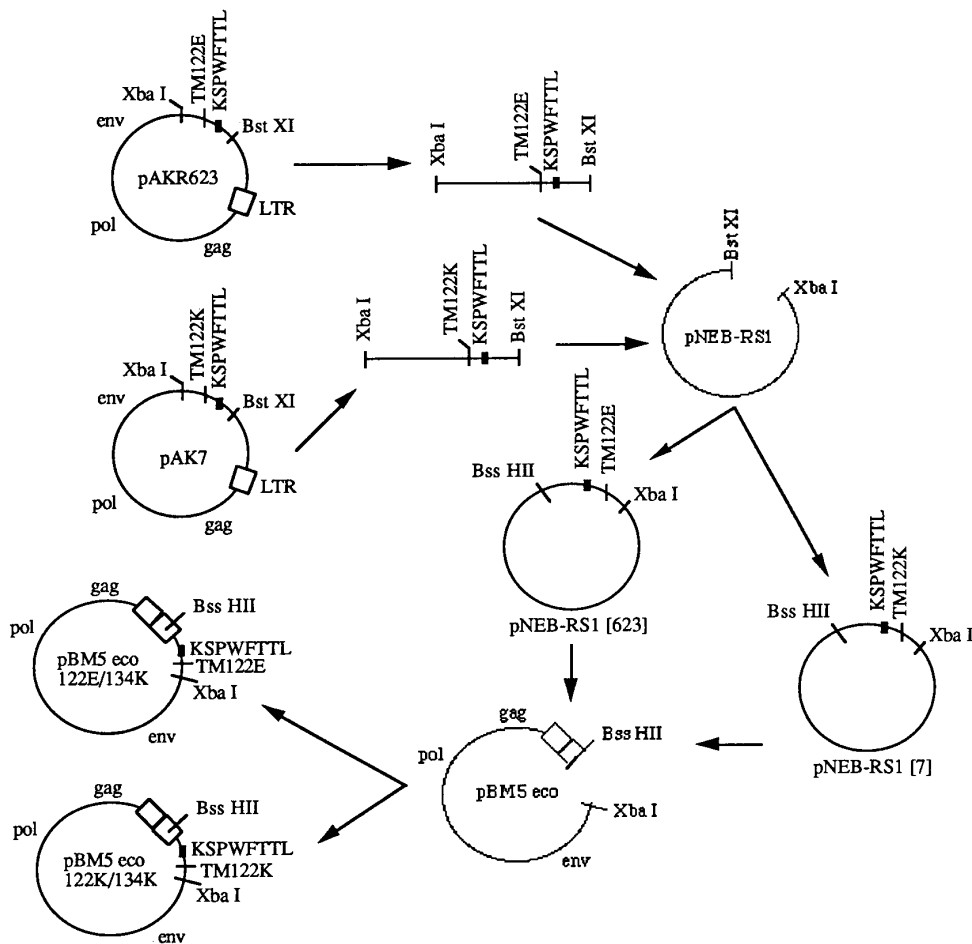 Xba I
TM122E
KSPWFTTL
Bst XI
env
pAKR623
LTR
pol
gag
Xba I
TM122E
KSPWFTTL
Bst XI
Xba I
TM122K
KSPWFTTL
Bst XI
Bst XI
Xba I
pNEB-RS1
Xba I
TM122K
KSPWFTTL
Bst XI
env
pAK7
LTR
pol
gag
Bss HII
KSPWFTTL
TM122E
Xba I
pNEB-RS1 [623]
Bss HII
KSPWFTTL
TM122K
Xba I
pNEB-RS1 [7]
gag
Bss HII
pol
pBM5 eco
Xba I
env
gag
Bss HII
pol
KSPWFTTL
pBM5 eco
122E/134K
TM122E
Xba I
env
gag
Bss HII
pol
KSPWFTTL
pBM5 eco
122K/134K
TM122K
Xba I
env